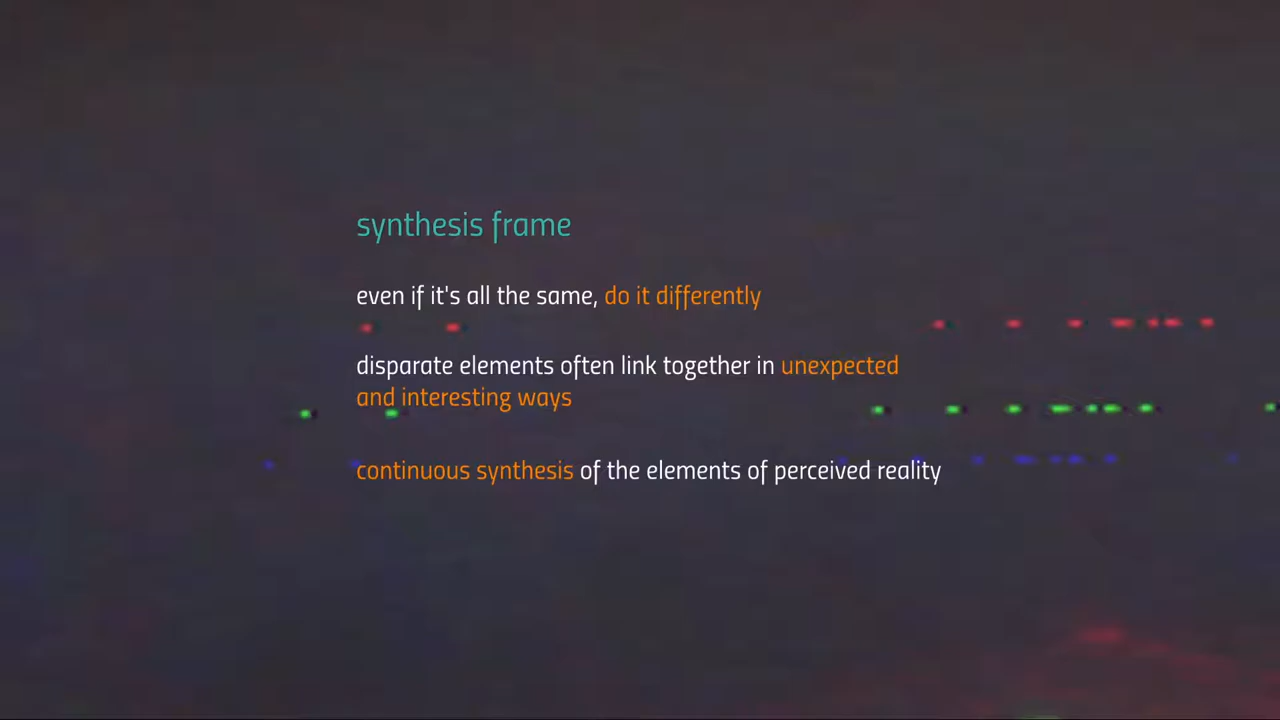 synthesis frame
even if it's all the same, do it differently
disparate elements often link together in unexpected
and interesting ways
continuous synthesis of the elements of perceived reality